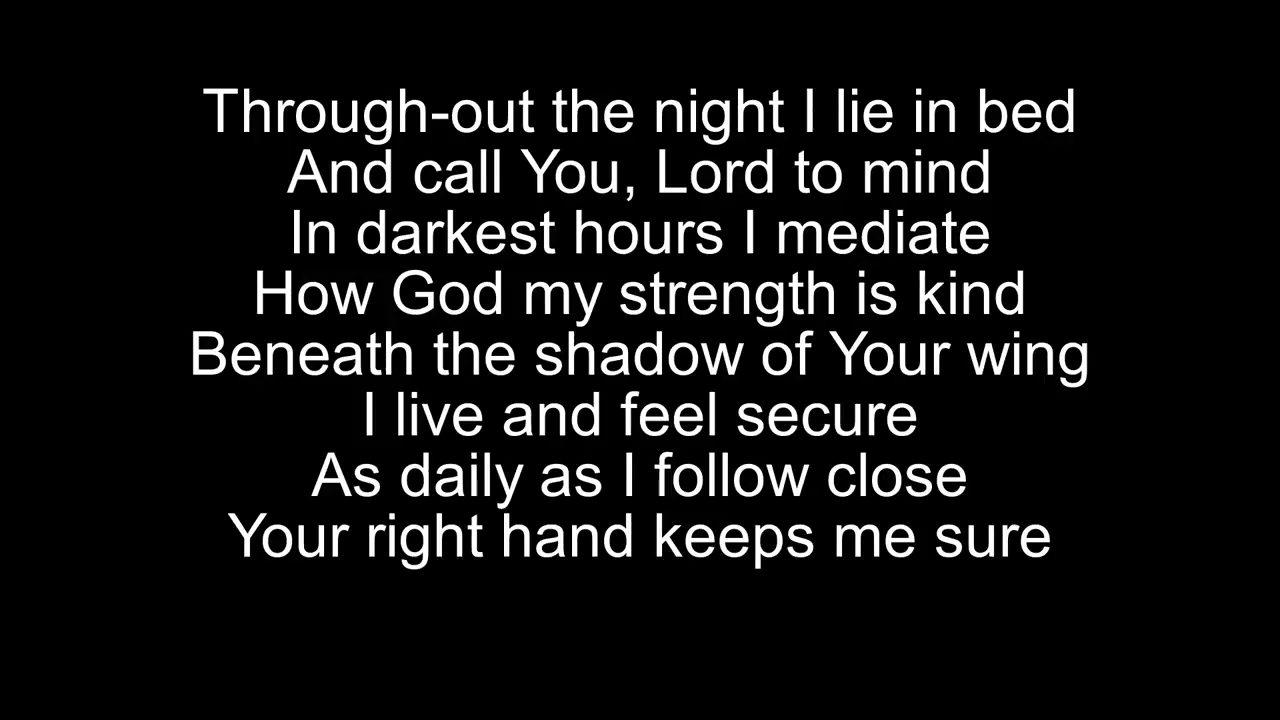 Through-out the night I lie in bed
And call You, Lord to mind
In darkest hours I mediate
How God my strength is kind
Beneath the shadow of Your wing
I live and feel secure
As daily as I follow close
Your right hand keeps me sure